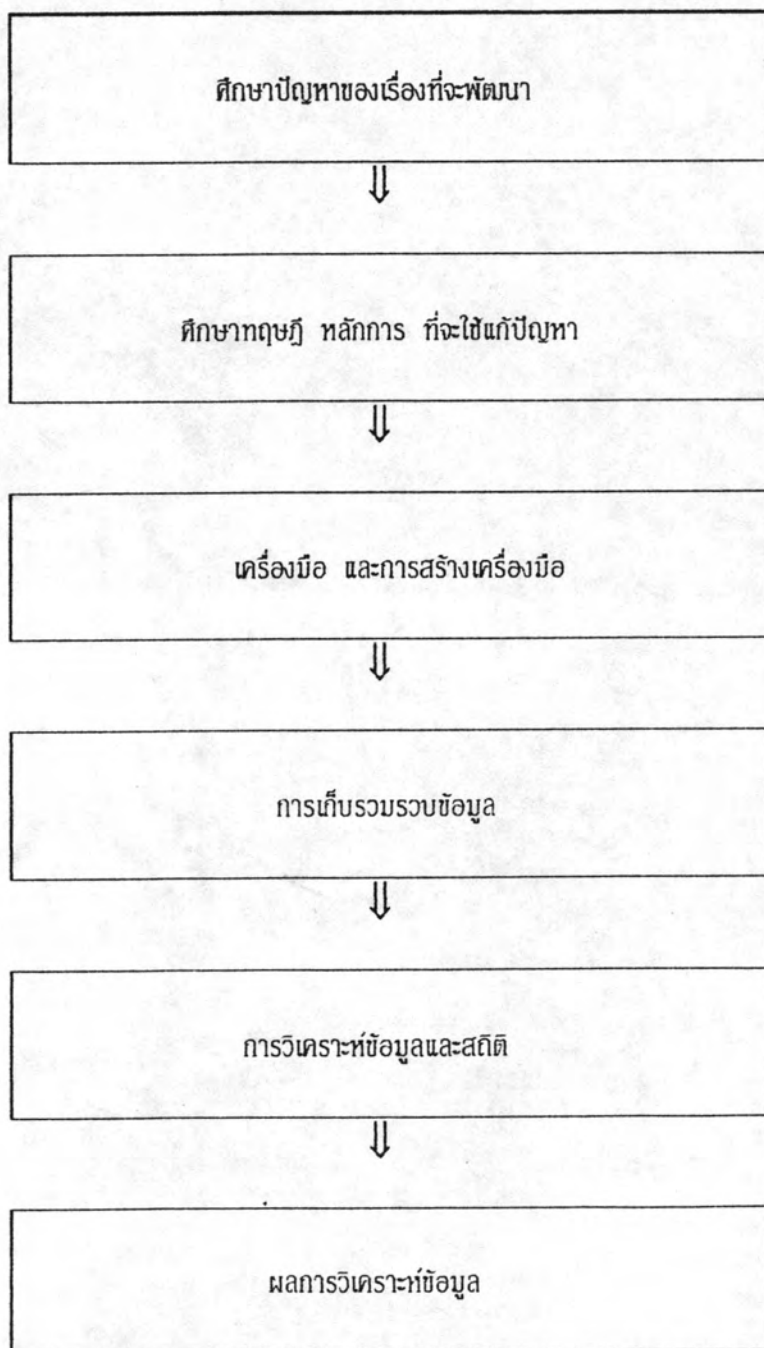 ศึกษาปัญหาของเรื่องที่จะพัฒนา
⇓
ศึกษาทฤษฎี หลักการ ที่จะใช้แก้ปัญหา
⇓
เครื่องมือ และการสร้างเครื่องมือ
⇓
การเก็บรวมรวบข้อมูล
⇓
การวิเคราะห์ข้อมูลและสถิติ
⇓
ผลการวิเคราะห์ข้อมูล